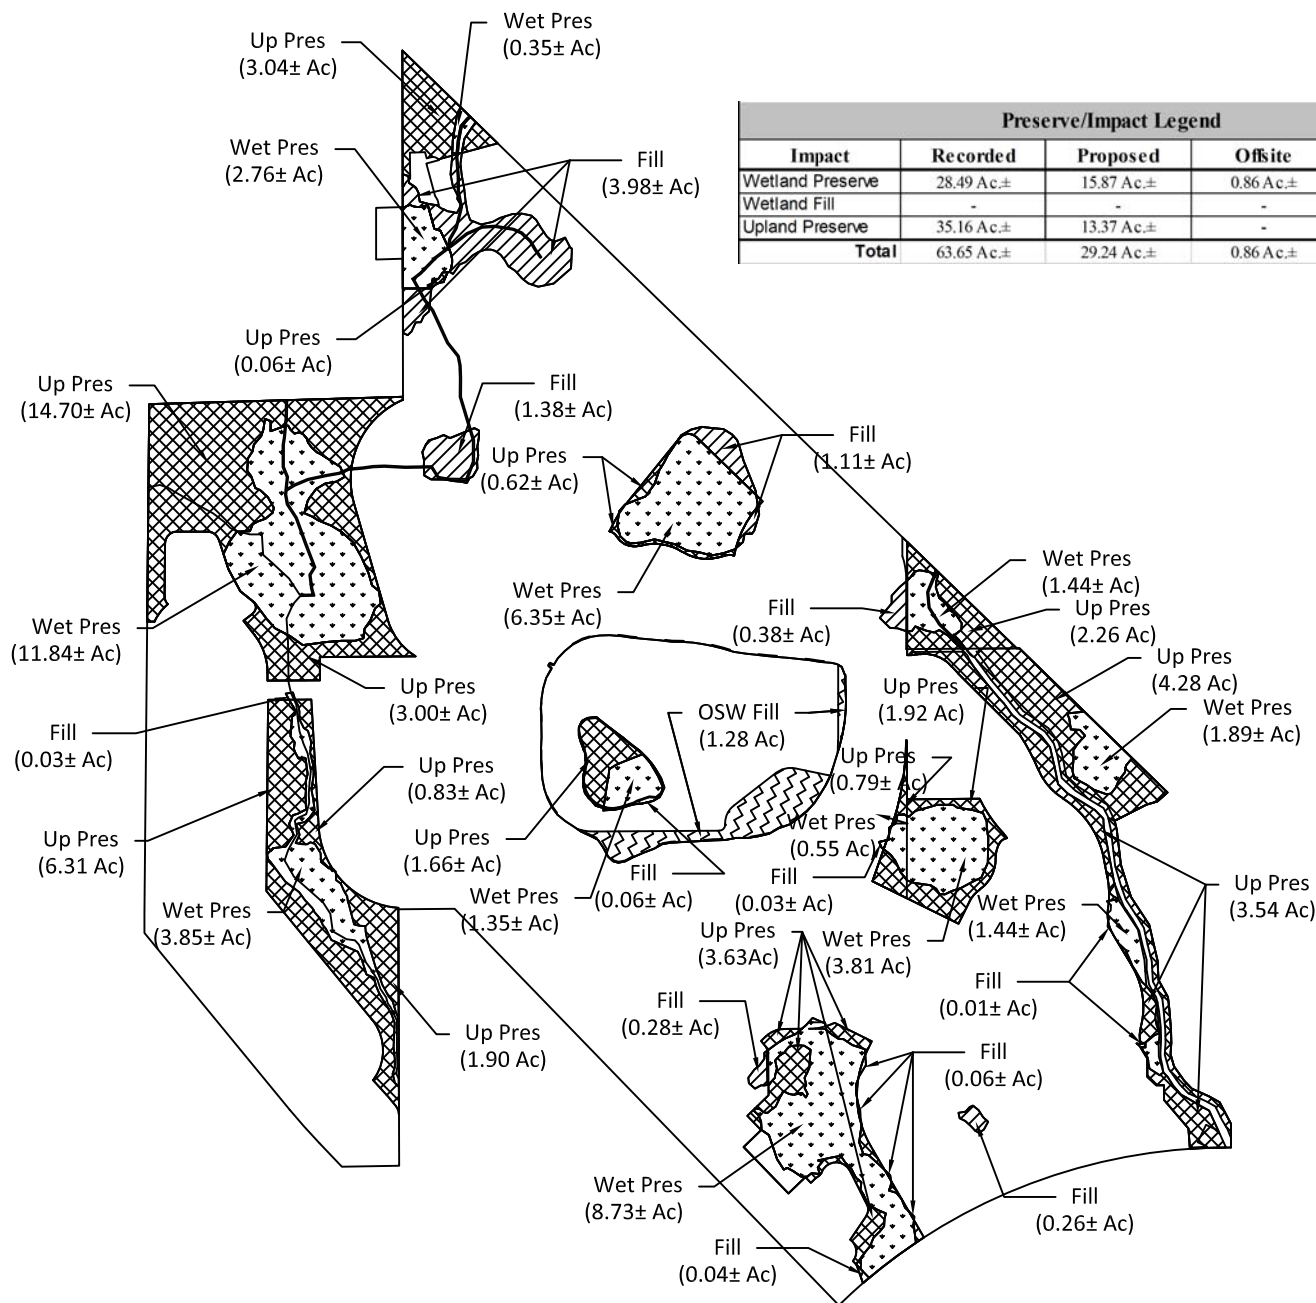 Wet Pres
(0.35± Ac)
Up Pres
(3.04± Ac)
Preserve/Impact Legend
Impact Recorded Proposed Offsite
Wetland Preserve 28.49 Ac.± 15.87 Ac.± 0.86 Ac.±
Wetland Fill - - -
Upland Preserve 35.16 Ac.± 13.37 Ac.± -
Total 63.65 Ac.± 29.24 Ac.± 0.86 Ac.±
Wet Pres
(2.76± Ac)
Fill
(3.98± Ac)
Up Pres
(0.06± Ac)
Up Pres
(14.70± Ac)
Fill
(1.38± Ac)
Fill
(1.11± Ac)
Up Pres
(0.62± Ac)
Wet Pres
(6.35± Ac)
Wet Pres
(1.44± Ac)
Fill
(0.38± Ac)
Up Pres
(2.26 Ac)
Wet Pres
(11.84± Ac)
Up Pres
(4.28 Ac)
Up Pres
(3.00± Ac)
Up Pres
(1.92 Ac)
Wet Pres
(1.89± Ac)
OSW Fill
(1.28 Ac)
Fill
(0.03± Ac)
Up Pres
(0.83± Ac)
Up Pres
(0.79± Ac)
Up Pres
(6.31 Ac)
Up Pres
(1.66± Ac)
Wet Pres
(0.55 Ac)
Fill
(0.06± Ac)
Fill
(0.03± Ac)
Wet Pres
(1.35± Ac)
Up Pres
(3.54 Ac)
Wet Pres
(3.85± Ac)
Wet Pres
(1.44± Ac)
Up Pres
(3.63Ac)
Wet Pres
(3.81 Ac)
Fill
(0.01± Ac)
Fill
(0.28± Ac)
Up Pres
(1.90 Ac)
Fill
(0.06± Ac)
Wet Pres
(8.73± Ac)
Fill
(0.26± Ac)
Fill
(0.04± Ac)